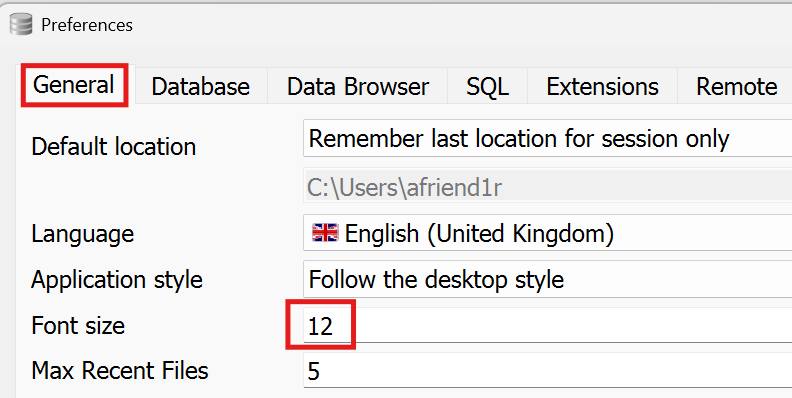 Preferences
General Database Data Browser SQL Extensions Remote
Default location Remember last location for session only
C:\Users\afriend1r
Language English (United Kingdom)
Application style Follow the desktop style
Font size 12
Max Recent Files 5